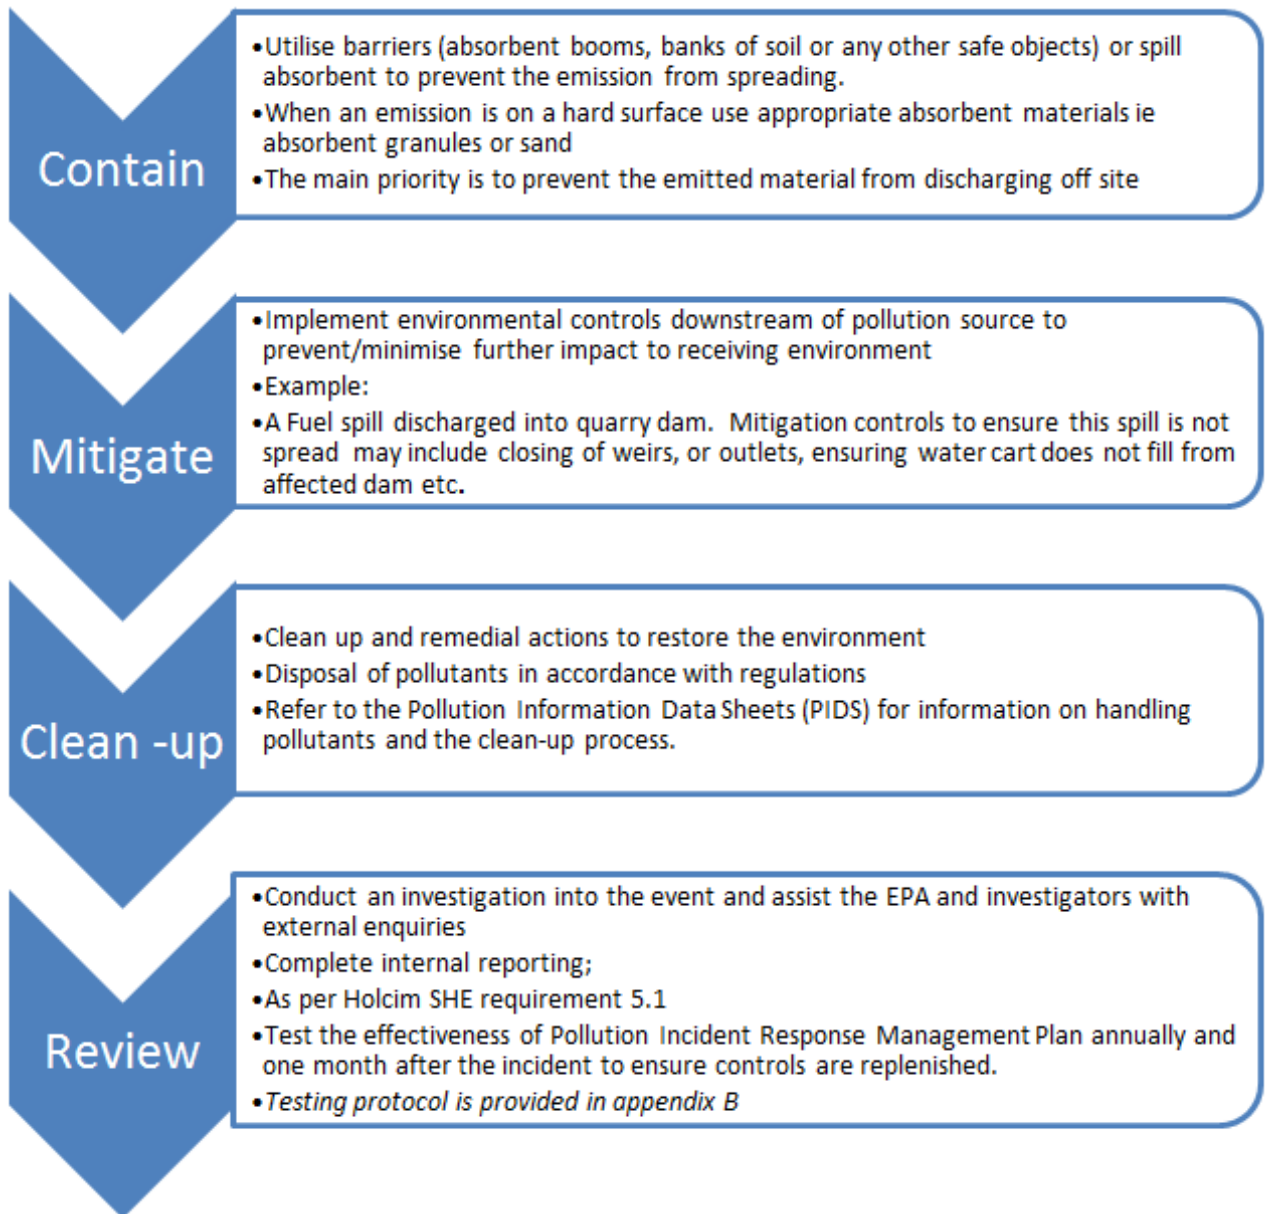 Contain
•Utilise barriers (absorbent booms, banks of soil or any other safe objects) or spill
absorbent to prevent the emission from spreading.
•When an emission is on a hard surface use appropriate absorbent materials ie
absorbent granules or sand
•The main priority is to prevent the emitted material from discharging off site
Mitigate
•Implement environmental controls downstream of pollution source to
prevent/minimise further impact to receiving environment
•Example:
•A Fuel spill discharged into quarry dam. Mitigation controls to ensure this spill is not
spread may include closing of weirs, or outlets, ensuring water cart does not fill from
affected dam etc.
Clean -up
•Clean up and remedial actions to restore the environment
•Disposal of pollutants in accordance with regulations
•Refer to the Pollution Information Data Sheets (PIDS) for information on handling
pollutants and the clean-up process.
Review
•Conduct an investigation into the event and assist the EPA and investigators with
external enquiries
•Complete internal reporting;
•As per Holcim SHE requirement 5.1
•Test the effectiveness of Pollution Incident Response Management Plan annually and
one month after the incident to ensure controls are replenished.
•Testing protocol is provided in appendix B